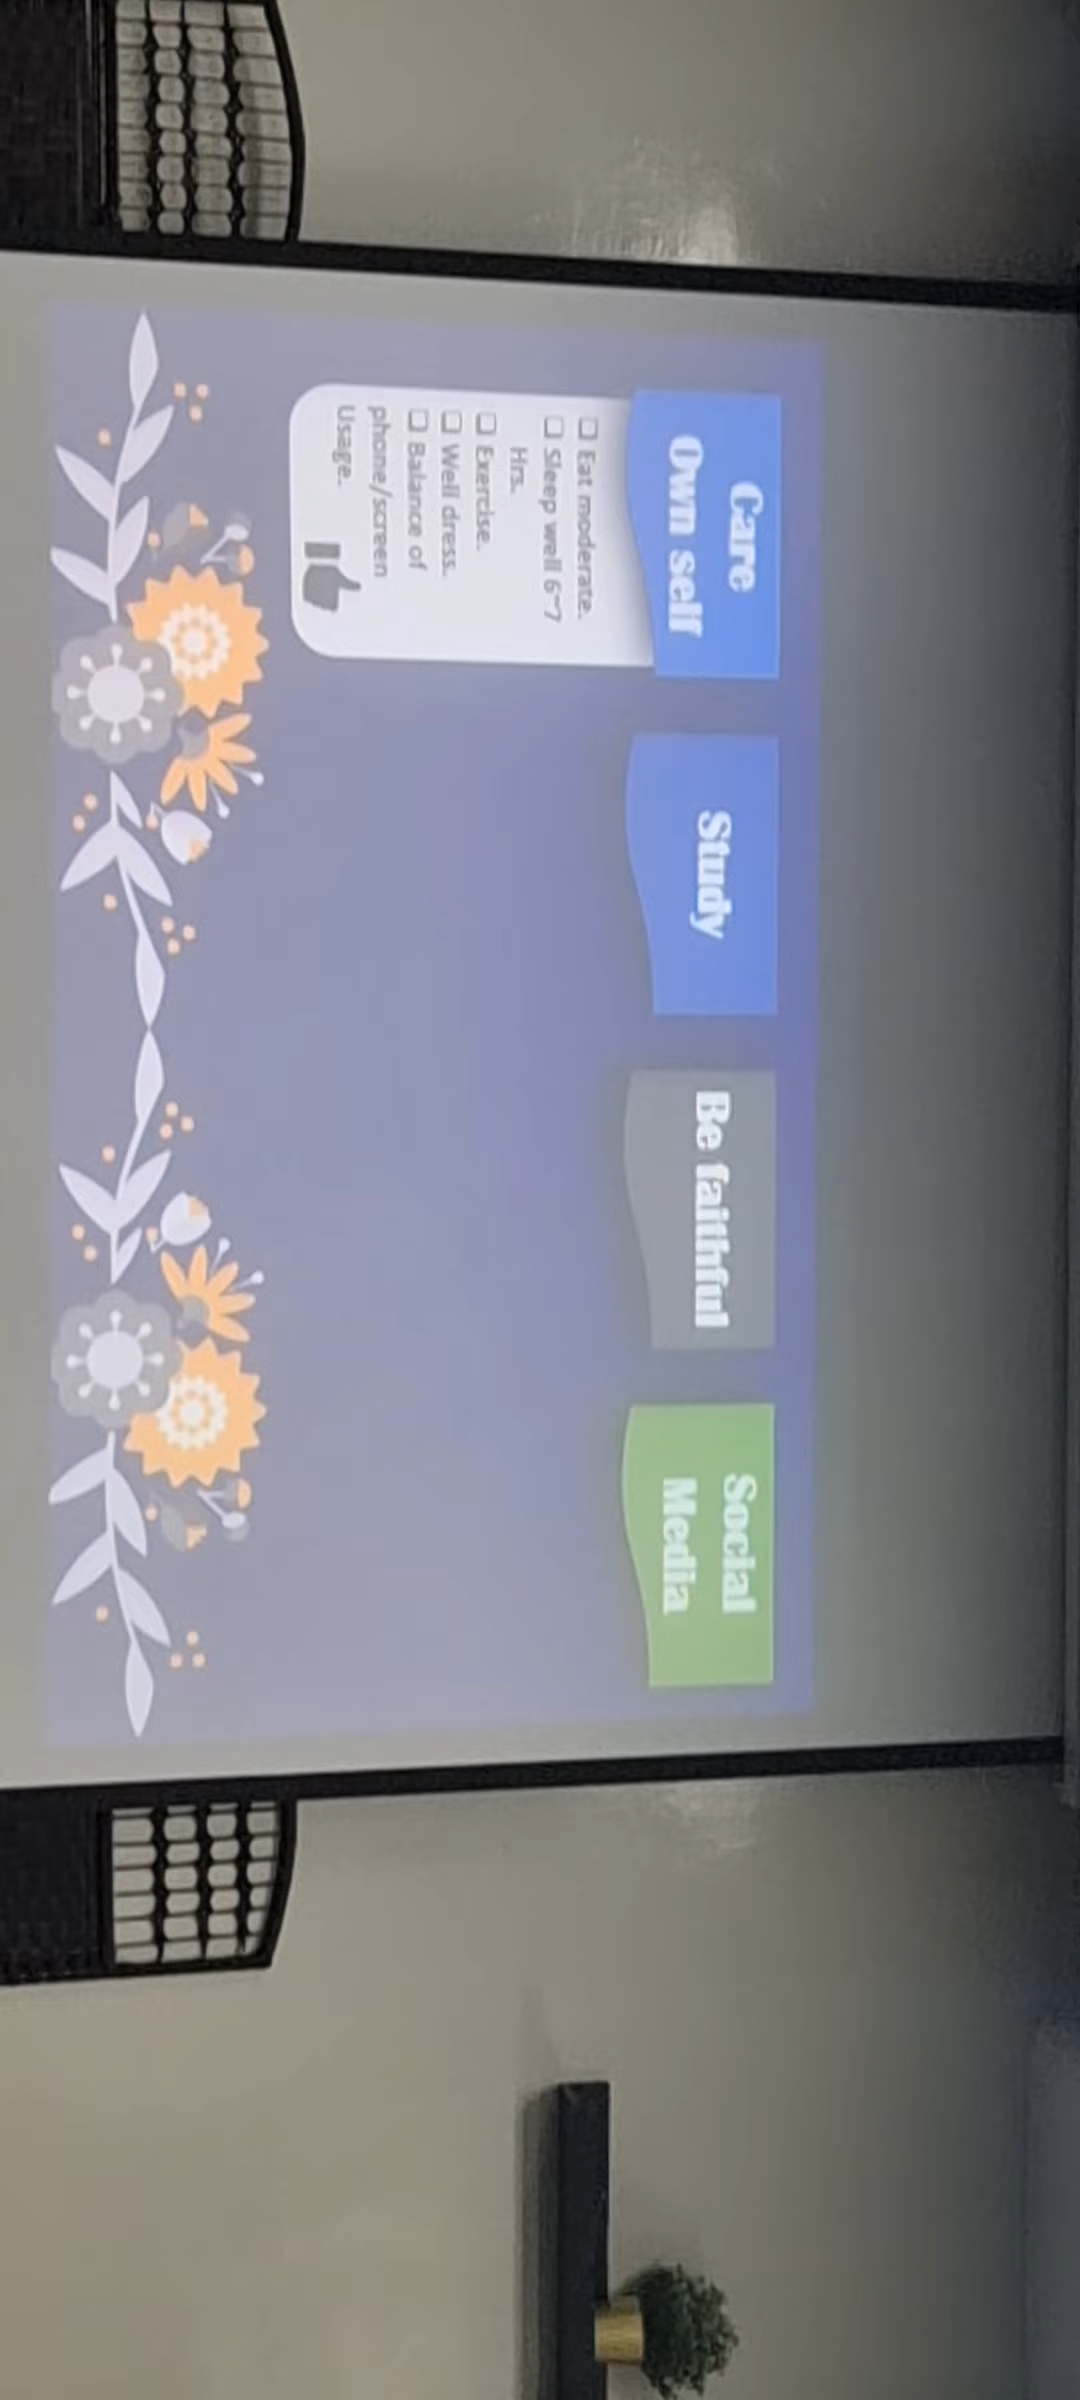 Care
Own self
❑ Eat moderate.
❑ Sleep well 6~7
Hrs.
❑ Exercise.
❑ Well dress.
❑ Balance of
phone/screen
Usage.
Study
Be faithful
Social
Media